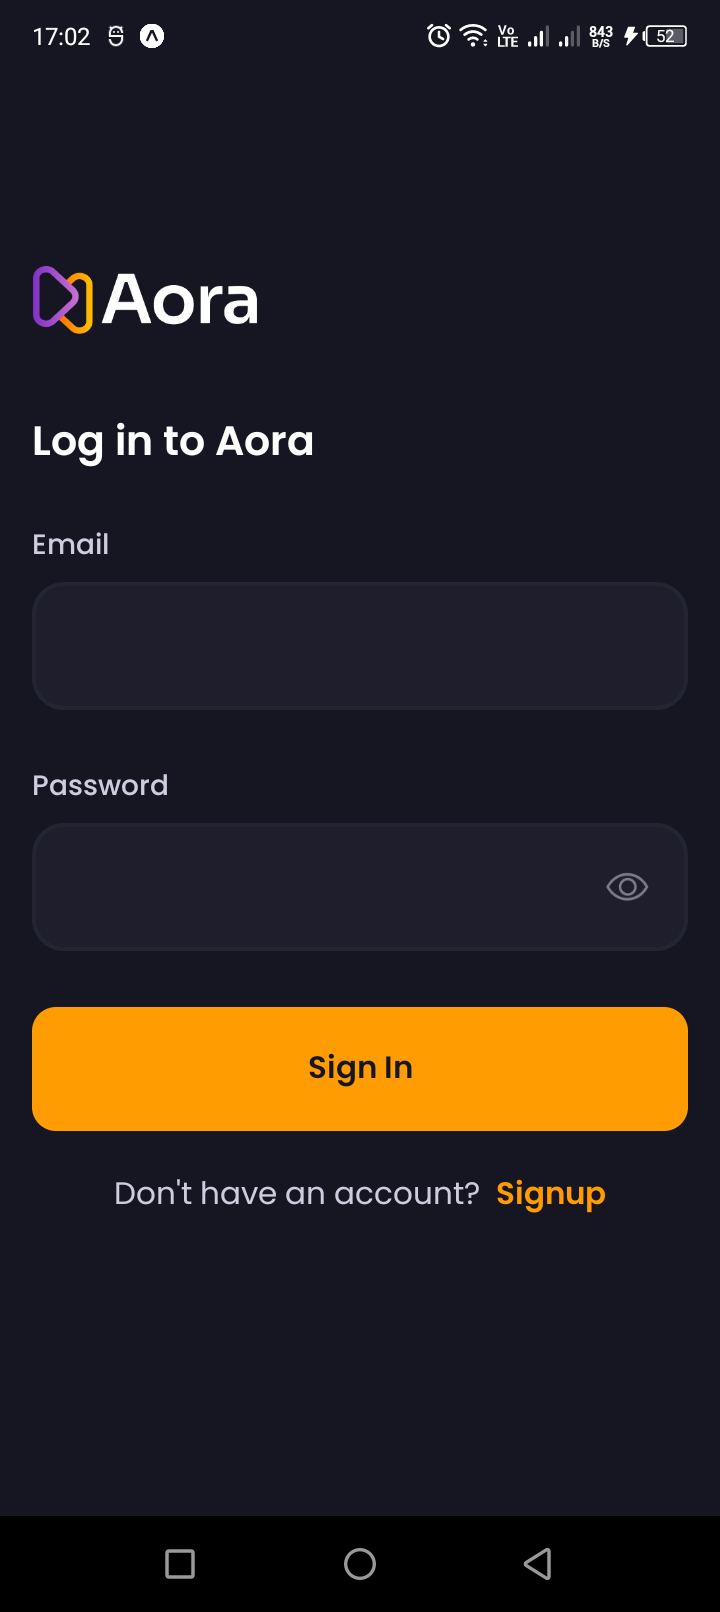 17:02 Vo LTE 843 B/S 52
Aora
Log in to Aora
Email
Password
Sign In
Don't have an account? Signup